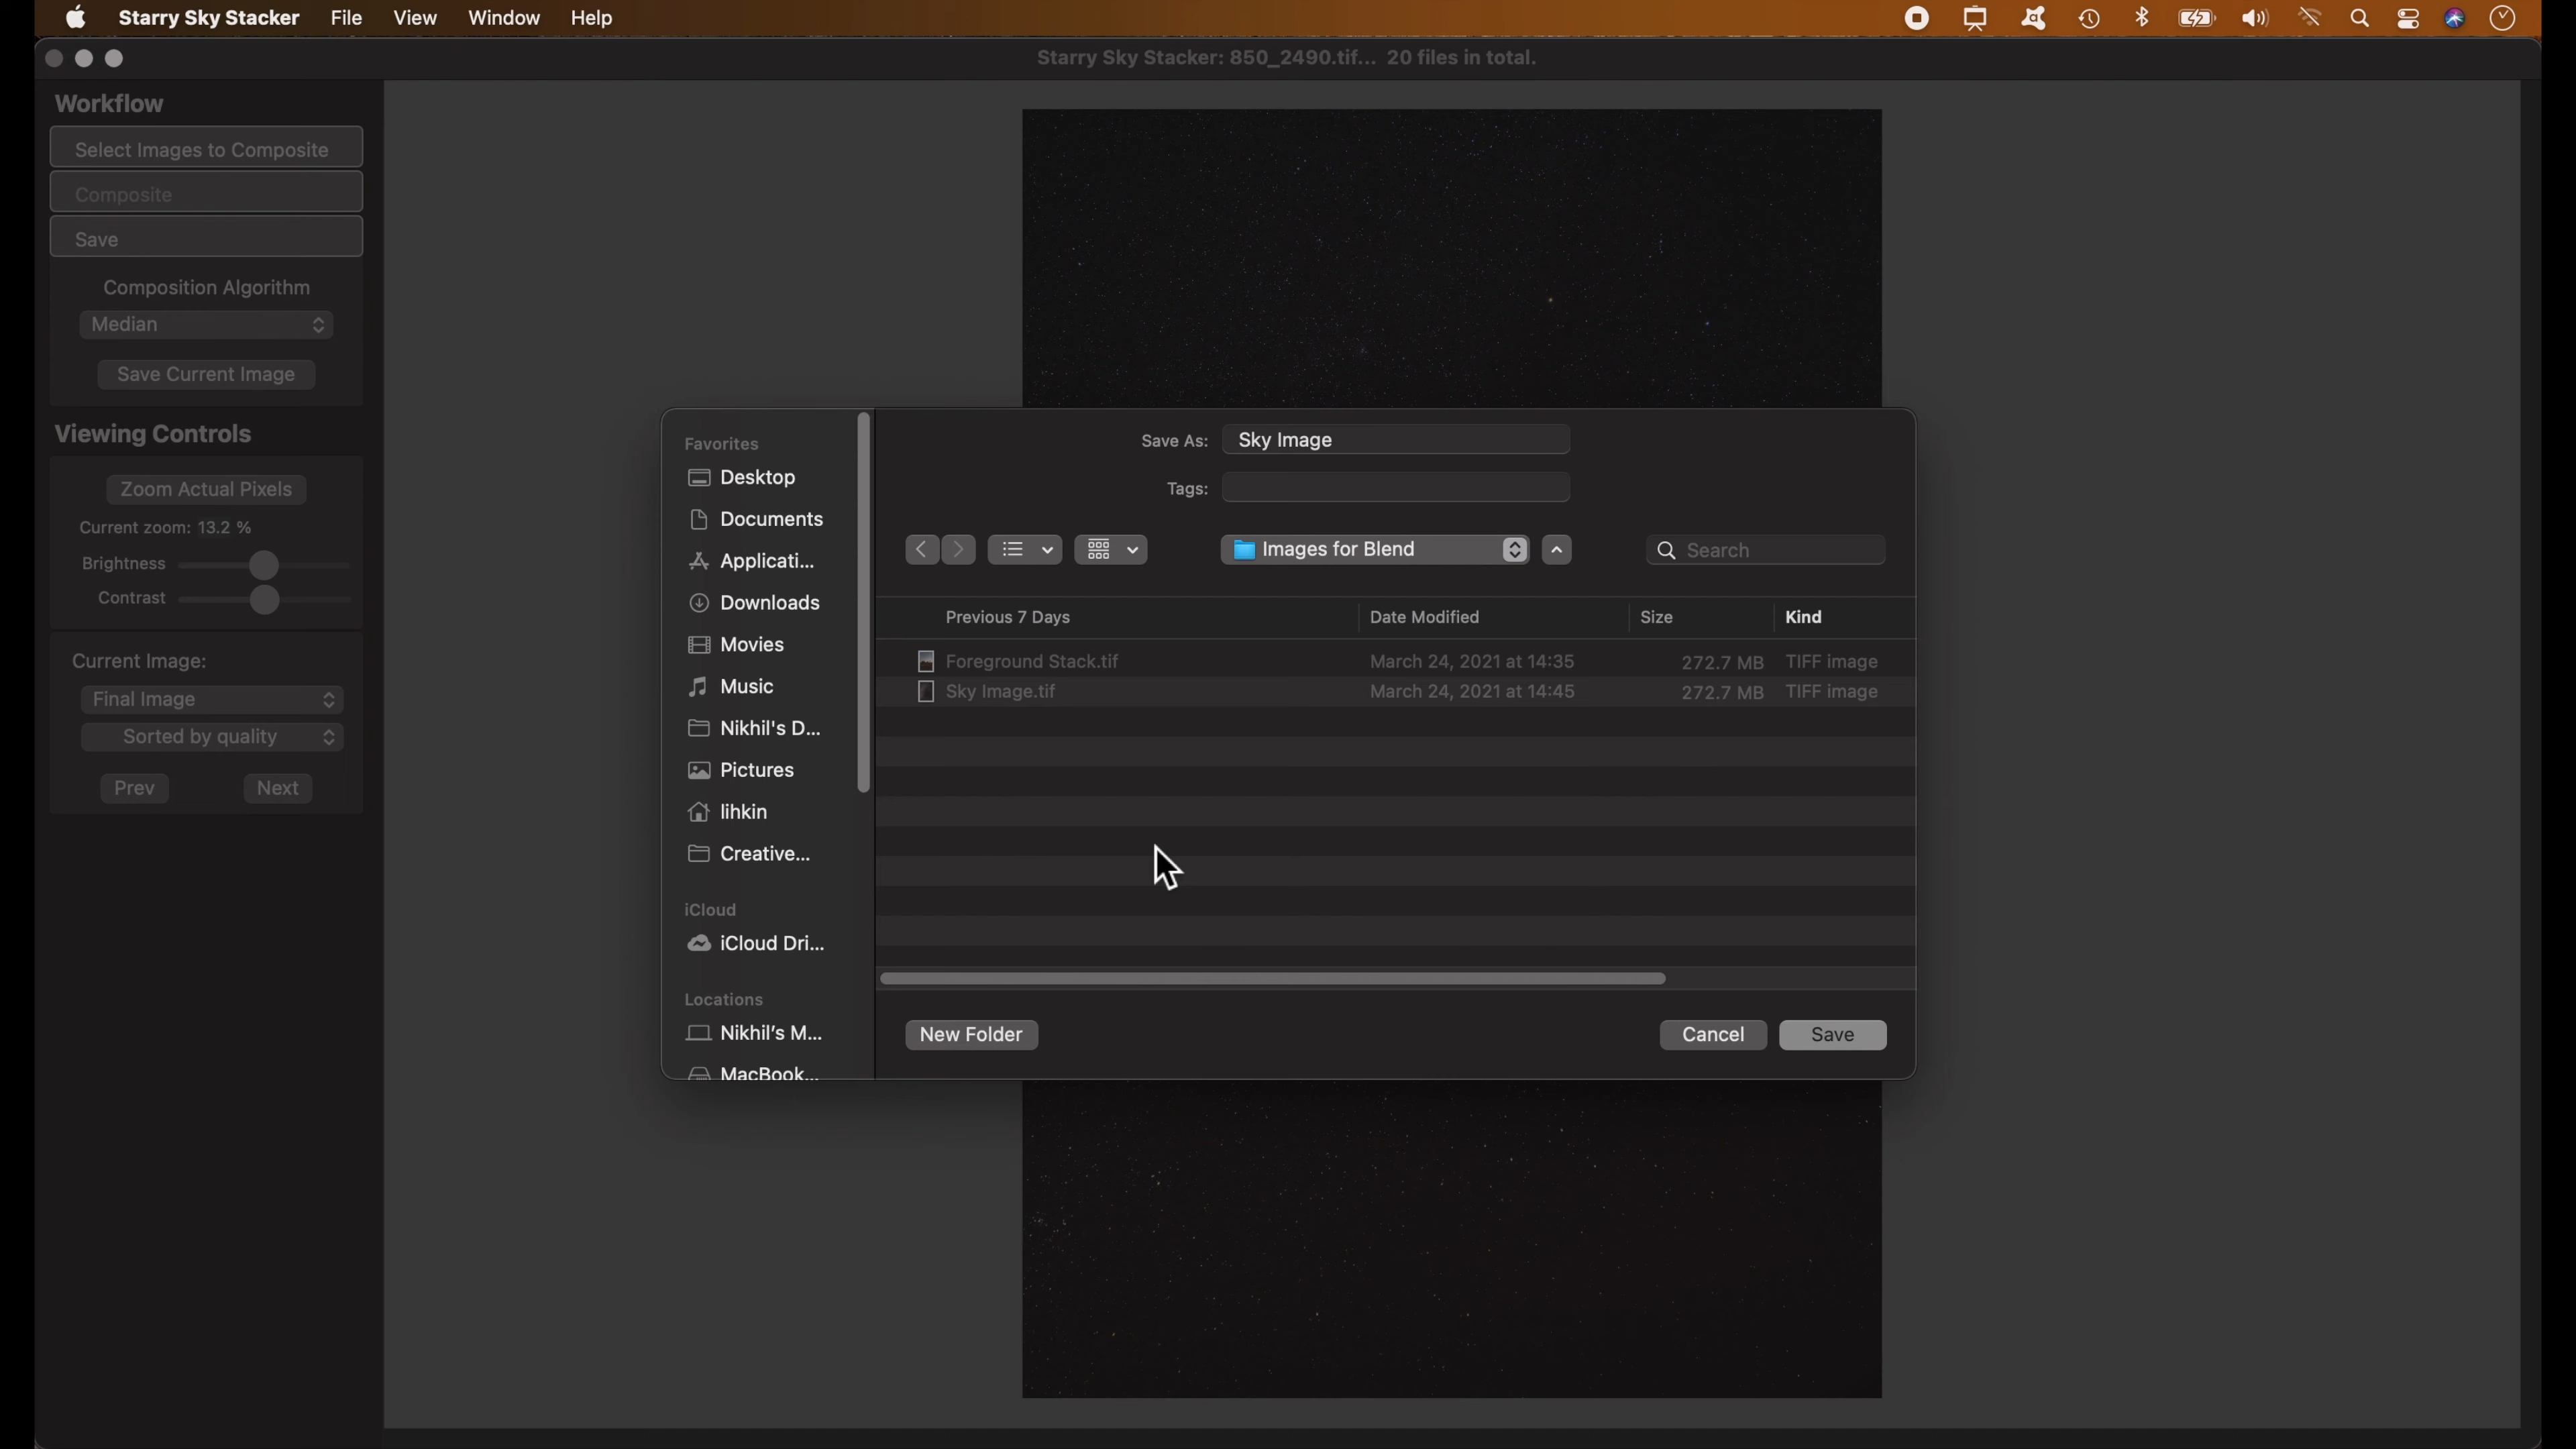 Starry Sky Stacker File View Window Help
Starry Sky Stacker: 850_2490.tif... 20 files in total.
Workflow
Select Images to Composite
Composite
Save
Composition Algorithm
Median
Save Current Image
Viewing Controls
Zoom Actual Pixels
Current zoom: 13.2 %
Brightness
Contrast
Current Image:
Final Image
Sorted by quality
Prev Next
Favorites
Desktop
Documents
Applicati...
Downloads
Movies
Music
Nikhil's D...
Pictures
lihkin
Creative...
iCloud
iCloud Dri...
Locations
Nikhil's M...
MacBook...
Save As: Sky Image
Tags:
Images for Blend
Search
Previous 7 Days Date Modified Size Kind
Foreground Stack.tif March 24, 2021 at 14:35 272.7 MB TIFF image
Sky Image.tif March 24, 2021 at 14:45 272.7 MB TIFF image
New Folder Cancel Save